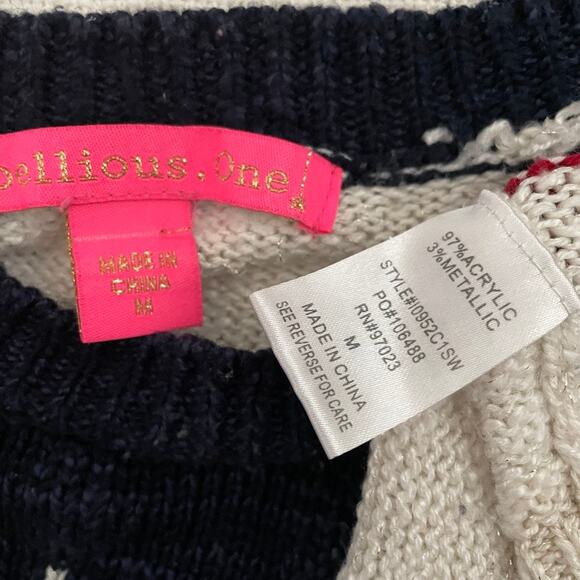 bellious, One
MADE IN
CHINA
M
97%ACRYLIC
3%METALLIC
STYLE#I0952C1SW
PO#106488
RN#97023
M
MADE IN CHINA
SEE REVERSE FOR CARE